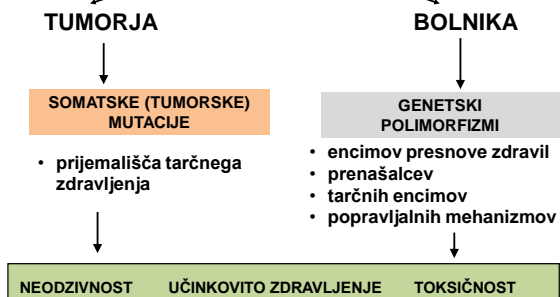 TUMORJA
BOLNIKA
SOMATSKE (TUMORSKE)
MUTACIJE
• prijemališča tarčnega
zdravljenja
GENETSKI
POLIMORFIZMI
• encimov presnove zdravil
• prenašalcev
• tarčnih encimov
• popravljalnih mehanizmov
NEODZIVNOST UČINKOVITO ZDRAVLJENJE TOKSIČNOST